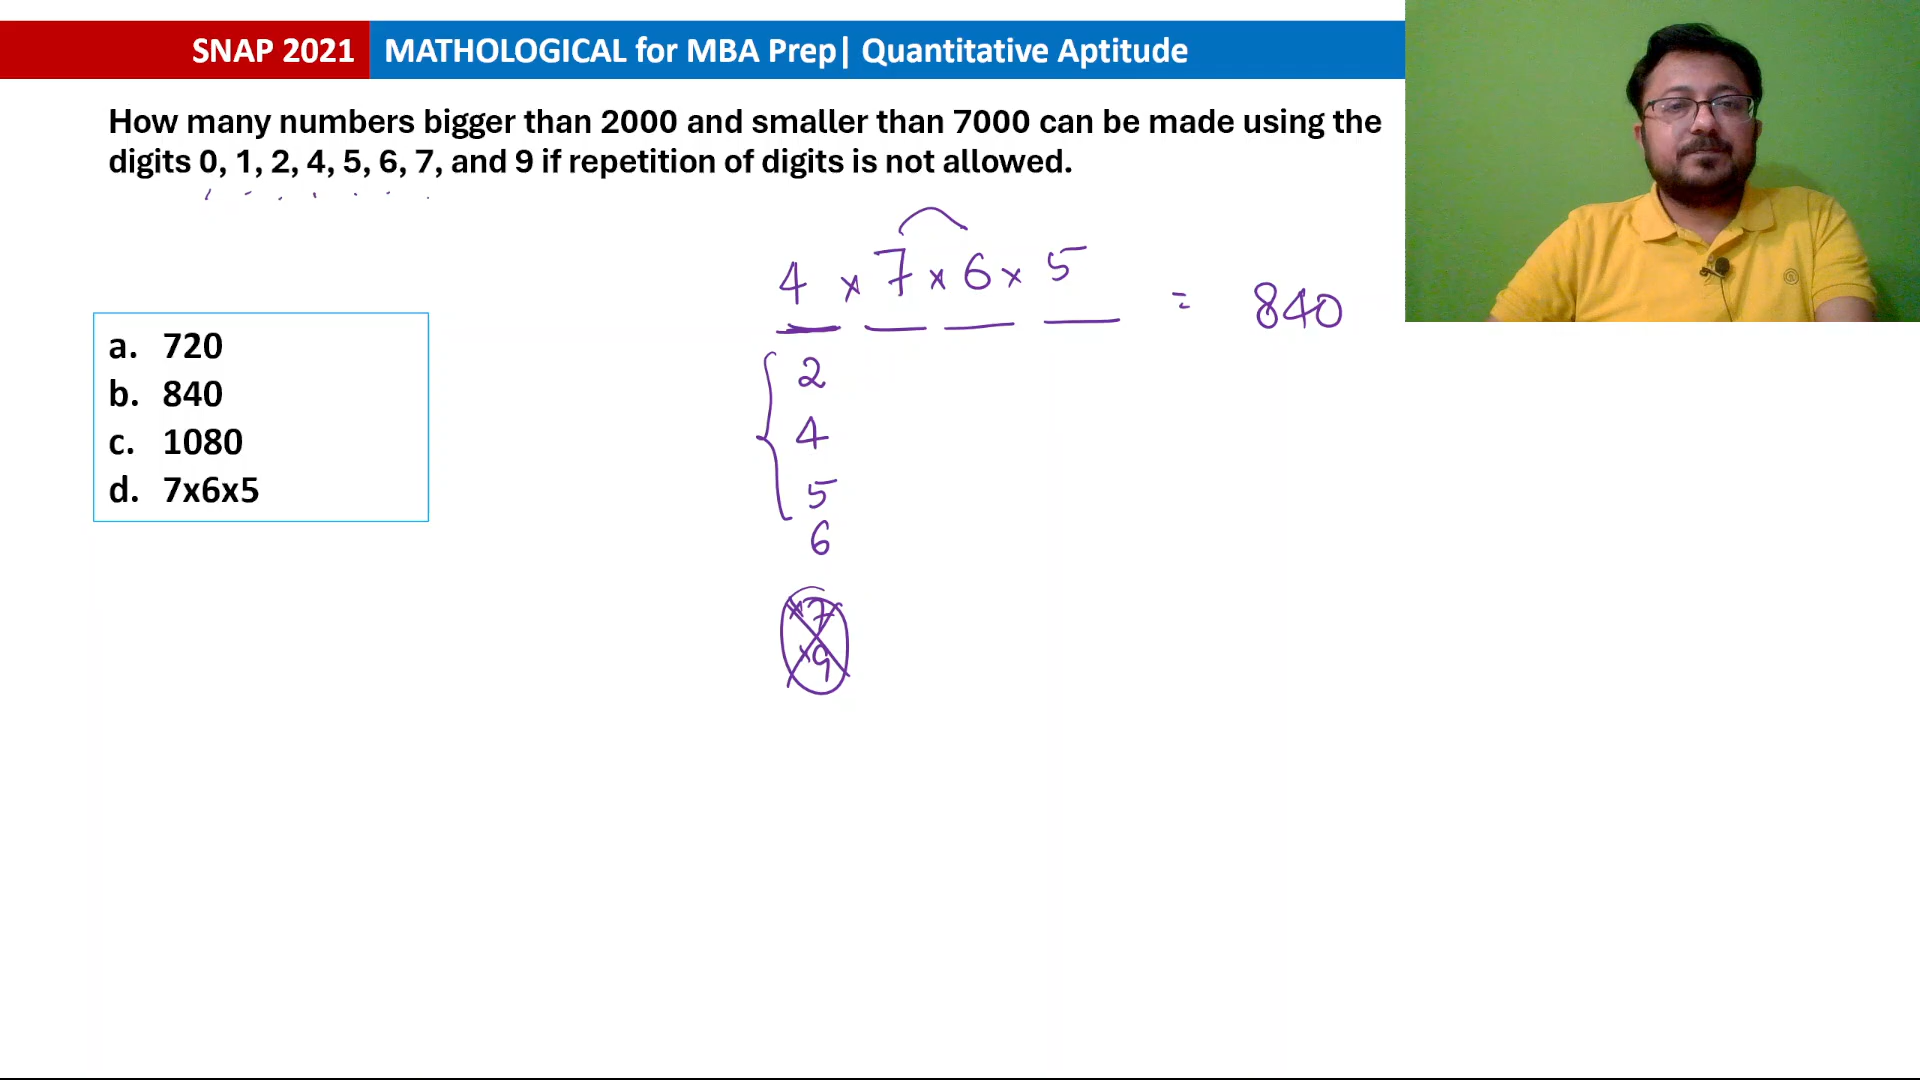 SNAP 2021 MATHOLOGICAL for MBA Prep| Quantitative Aptitude
How many numbers bigger than 2000 and smaller than 7000 can be made using the
digits 0, 1, 2, 4, 5, 6, 7, and 9 if repetition of digits is not allowed.
4 x 7 x 6 x 5 = 840
a. 720
b. 840
c. 1080
d. 7x6x5
2
4
5
6
x7
x9